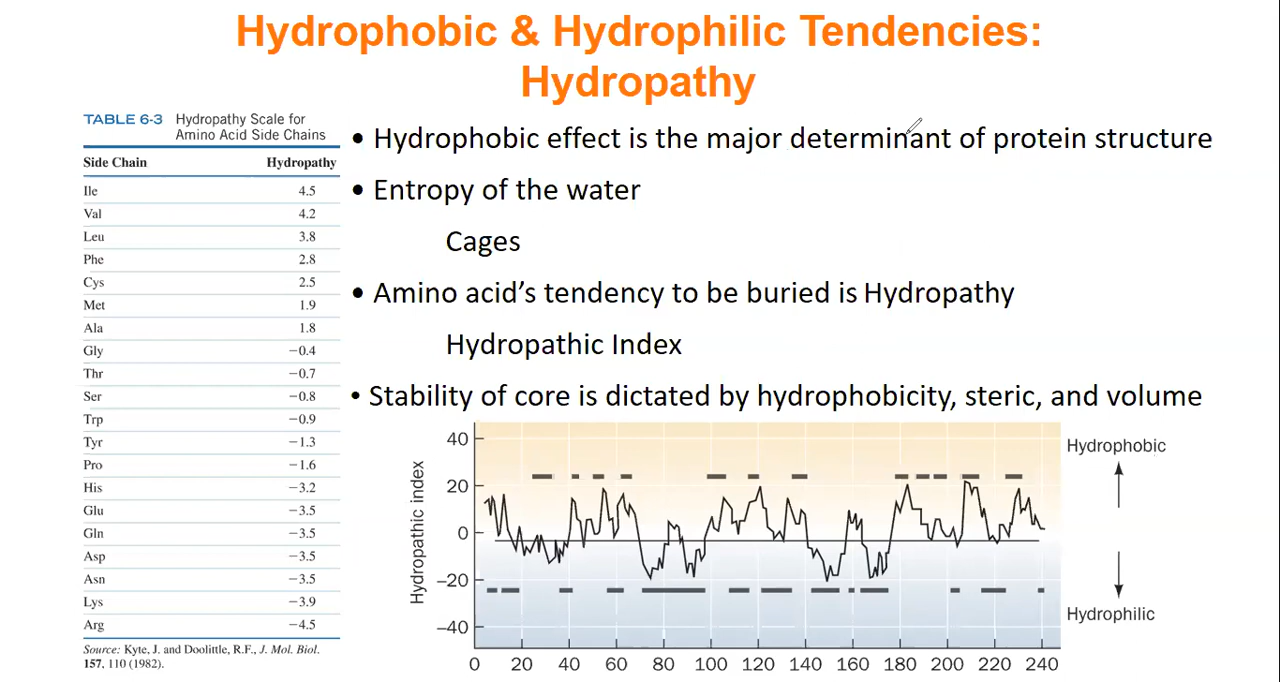 Hydrophobic & Hydrophilic Tendencies:
Hydropathy
TABLE 6-3 Hydropathy Scale for
Amino Acid Side Chains
Side Chain Hydropathy
Ile 4.5
Val 4.2
Leu 3.8
Phe 2.8
Cys 2.5
Met 1.9
Ala 1.8
Gly −0.4
Thr −0.7
Ser −0.8
Trp −0.9
Tyr −1.3
Pro −1.6
His −3.2
Glu −3.5
Gln −3.5
Asp −3.5
Asn −3.5
Lys −3.9
Arg −4.5
Source: Kyte, J. and Doolittle, R.F., J. Mol. Biol.
157, 110 (1982).
• Hydrophobic effect is the major determinant of protein structure
• Entropy of the water
Cages
• Amino acid's tendency to be buried is Hydropathy
Hydropathic Index
• Stability of core is dictated by hydrophobicity, steric, and volume
Hydropathic index
40
20
0
−20
−40
0 20 40 60 80 100 120 140 160 180 200 220 240
Hydrophobic
Hydrophilic